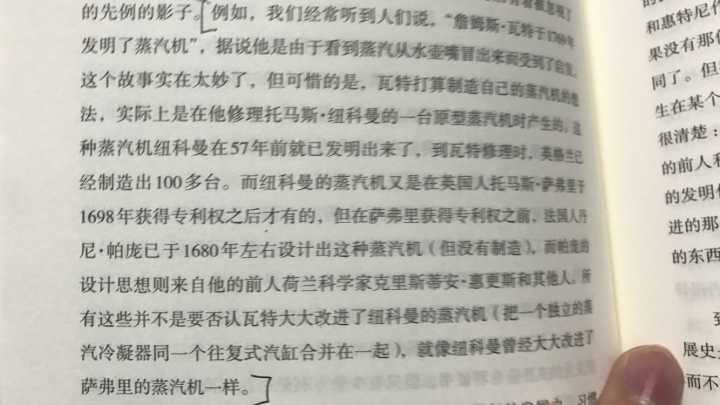 的先例的影子。例如，我们经常听到人们说，“詹姆斯·瓦特于1769年
发明了蒸汽机”，据说他是由于看到蒸汽从水壶嘴冒出来而受到了启发。
这个故事实在太妙了，但可惜的是，瓦特打算制造自己的蒸汽机的想
法，实际上是在他修理托马斯·纽科曼的一台原型蒸汽机时产生的。这
种蒸汽机纽科曼在57年前就已发明出来了，到瓦特修理时，英格兰已
经制造出100多台。而纽科曼的蒸汽机又是在英国人托马斯·萨弗里于
1698年获得专利权之后才有的，但在萨弗里获得专利权之前，法国人丹
尼·帕庞已于1680年左右设计出这种蒸汽机（但没有制造），而帕庞的
设计思想则来自他的前人荷兰科学家克里斯蒂安·惠更斯和其他人。所
有这些并不是要否认瓦特大大改进了纽科曼的蒸汽机（把一个独立的蒸
汽冷凝器同一个往复式汽缸合并在一起），就像纽科曼曾经大大改进了
萨弗里的蒸汽机一样。
和惠特尼
果没有那
同了。但
生在某个
很清楚：
的前人和
的发明
进的那
的东西
展史
而不